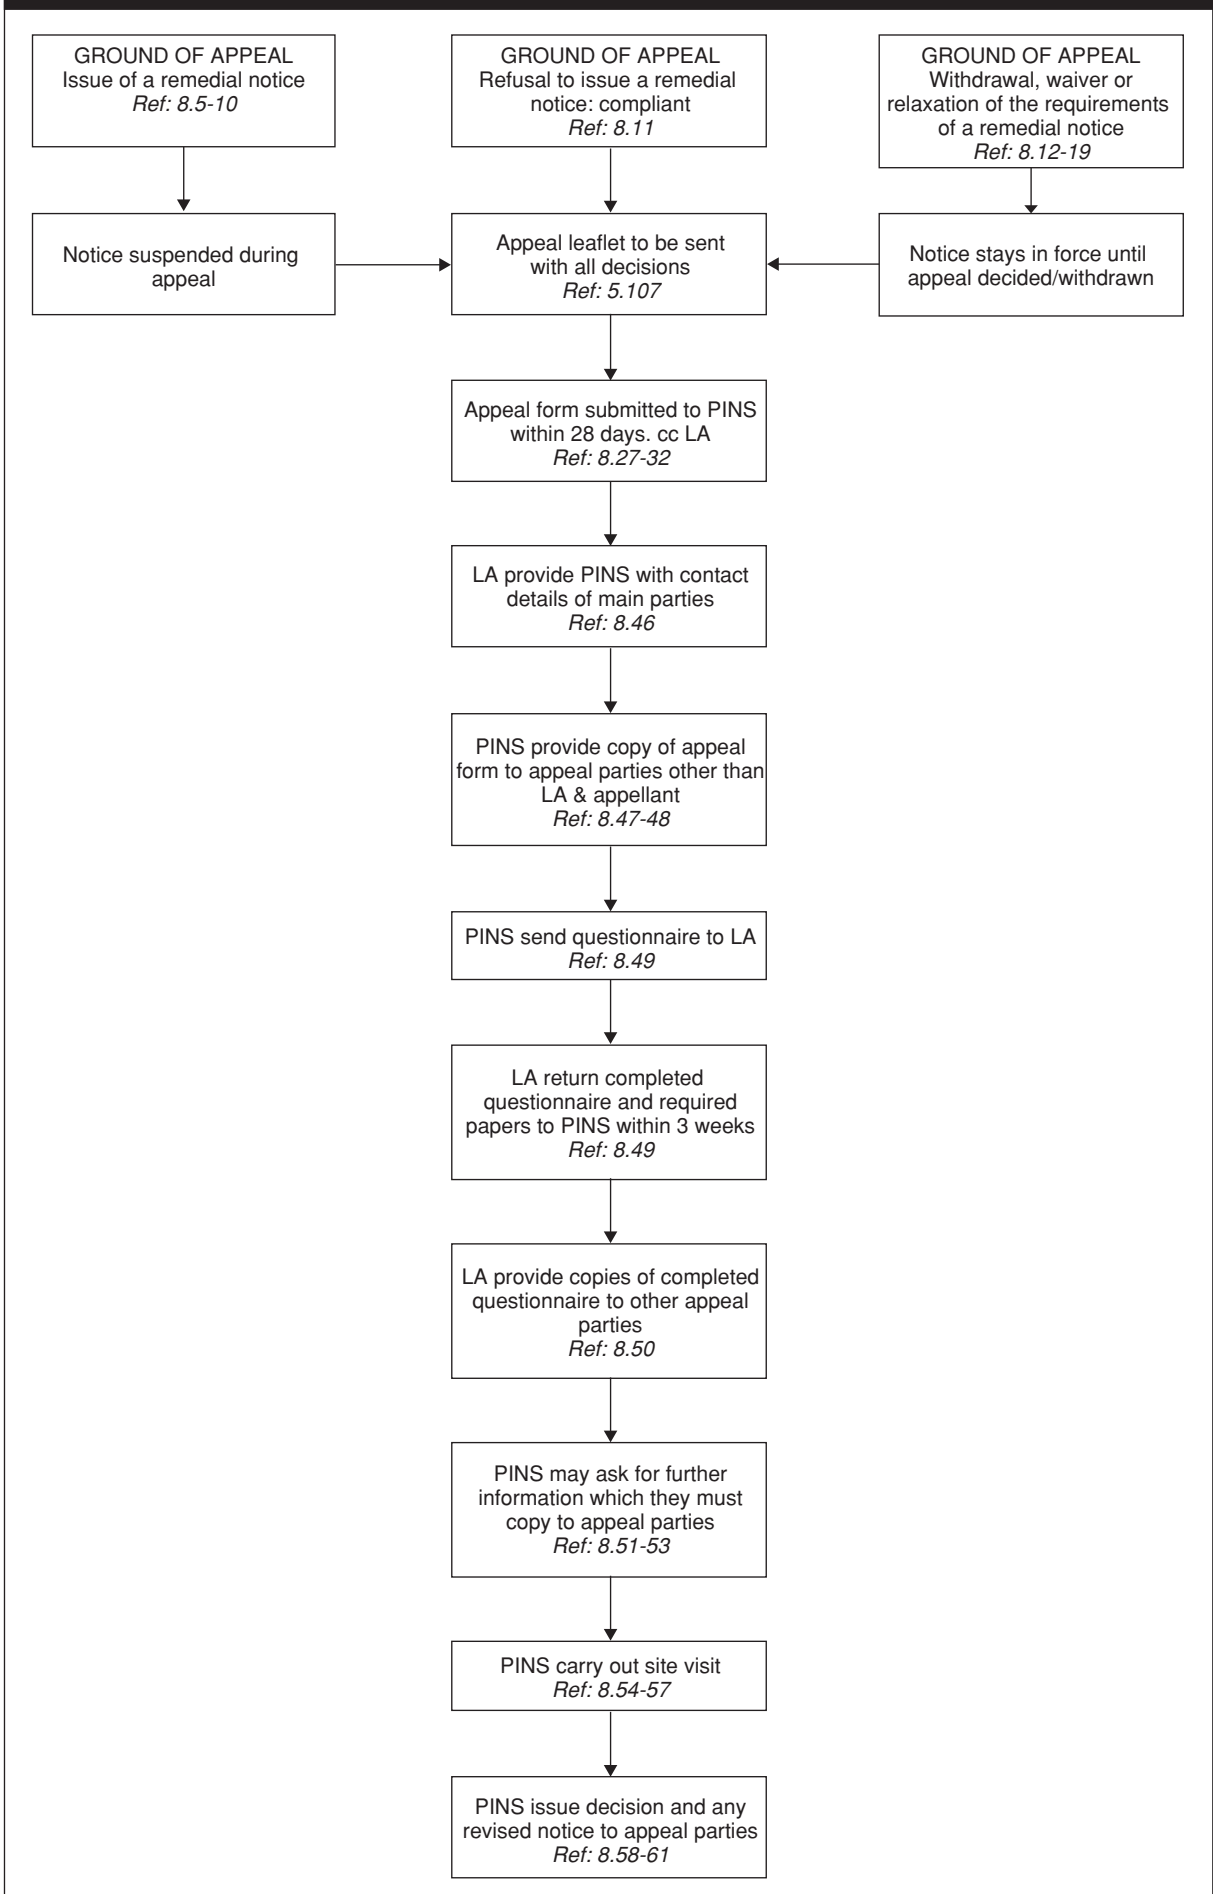 GROUND OF APPEAL
Issue of a remedial notice
Ref: 8.5-10
GROUND OF APPEAL
Refusal to issue a remedial
notice: compliant
Ref: 8.11
GROUND OF APPEAL
Withdrawal, waiver or
relaxation of the requirements
of a remedial notice
Ref: 8.12-19
Notice suspended during
appeal
Appeal leaflet to be sent
with all decisions
Ref: 5.107
Notice stays in force until
appeal decided/withdrawn
Appeal form submitted to PINS
within 28 days. cc LA
Ref: 8.27-32
LA provide PINS with contact
details of main parties
Ref: 8.46
PINS provide copy of appeal
form to appeal parties other than
LA & appellant
Ref: 8.47-48
PINS send questionnaire to LA
Ref: 8.49
LA return completed
questionnaire and required
papers to PINS within 3 weeks
Ref: 8.49
LA provide copies of completed
questionnaire to other appeal
parties
Ref: 8.50
PINS may ask for further
information which they must
copy to appeal parties
Ref: 8.51-53
PINS carry out site visit
Ref: 8.54-57
PINS issue decision and any
revised notice to appeal parties
Ref: 8.58-61